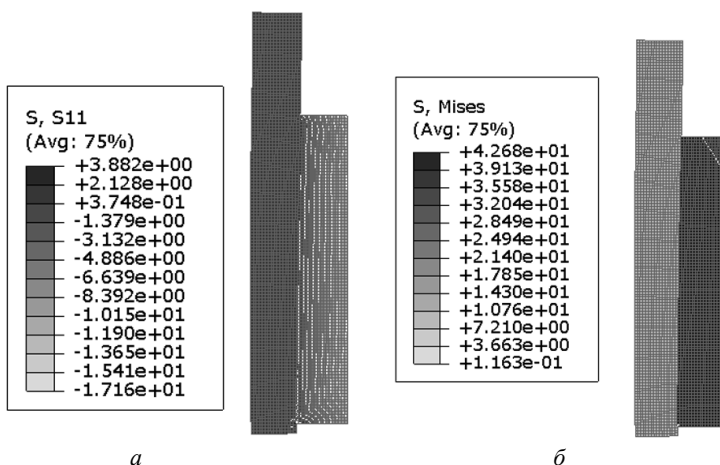 S, S11
(Avg: 75%)
+3.882e+00
+2.128e+00
+3.748e-01
-1.379e+00
-3.132e+00
-4.886e+00
-6.639e+00
-8.392e+00
-1.015e+01
-1.190e+01
-1.365e+01
-1.541e+01
-1.716e+01
S, Mises
(Avg: 75%)
+4.268e+01
+3.913e+01
+3.558e+01
+3.204e+01
+2.849e+01
+2.494e+01
+2.140e+01
+1.785e+01
+1.430e+01
+1.076e+01
+7.210e+00
+3.663e+00
+1.163e-01
а
б